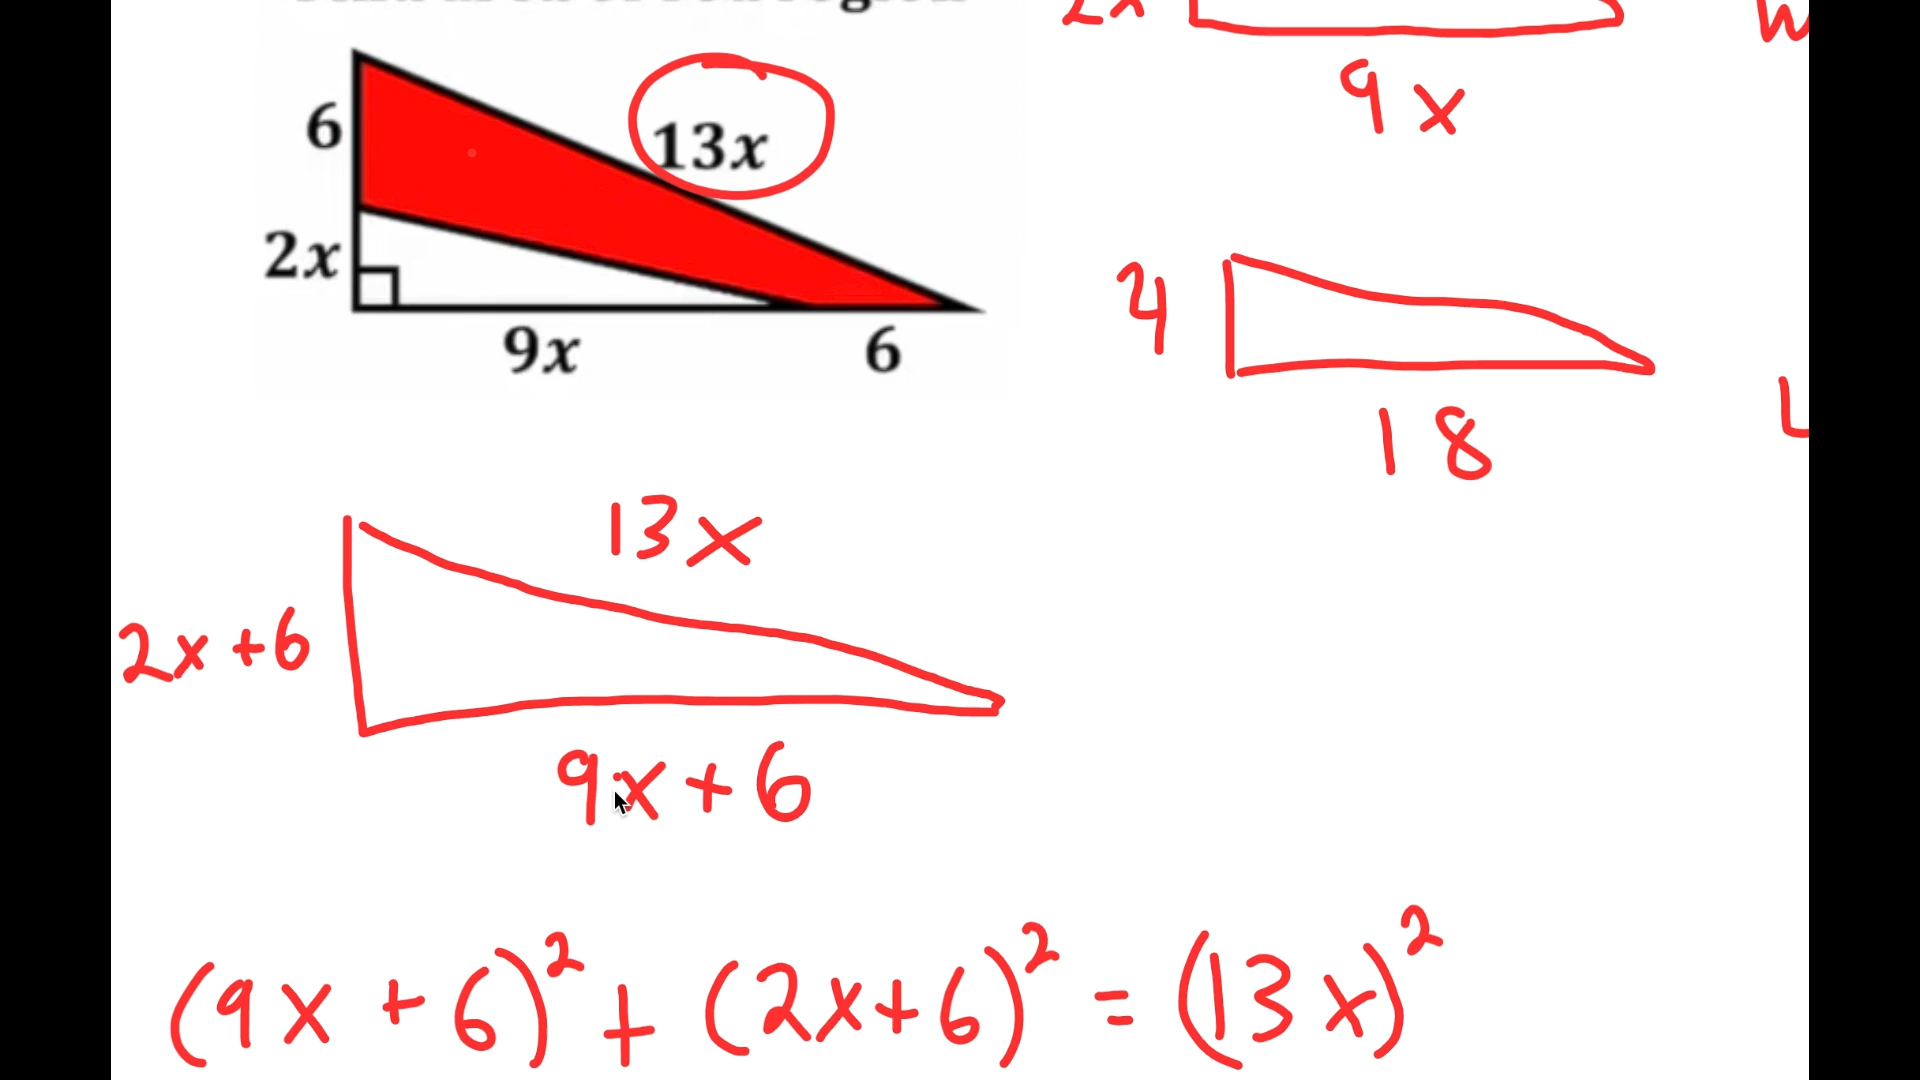 2x
9x
6
13x
2x
9x 6
4
18
13x
2x+6
9x+6
(9x+6)²+(2x+6)²=(13x)²